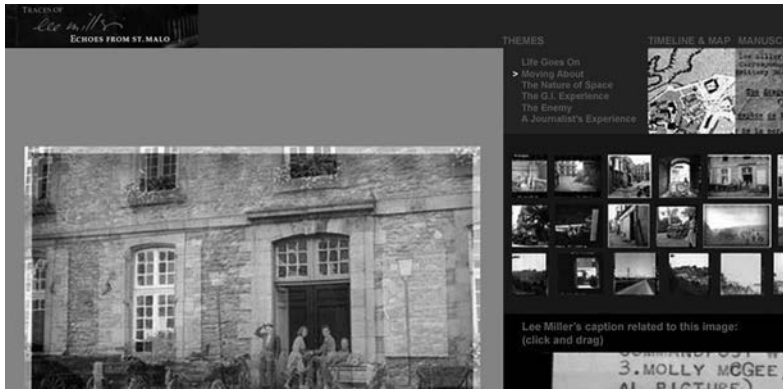 TRACES OF
lee miller
ECHOES FROM ST. MALO
THEMES
Life Goes On
> Moving About
The Nature of Space
The G.I. Experience
The Enemy
A Journalist's Experience
TIMELINE & MAP
MANUSC
Lee Miller's caption related to this image:
(click and drag)
3.MOLLY McGEE